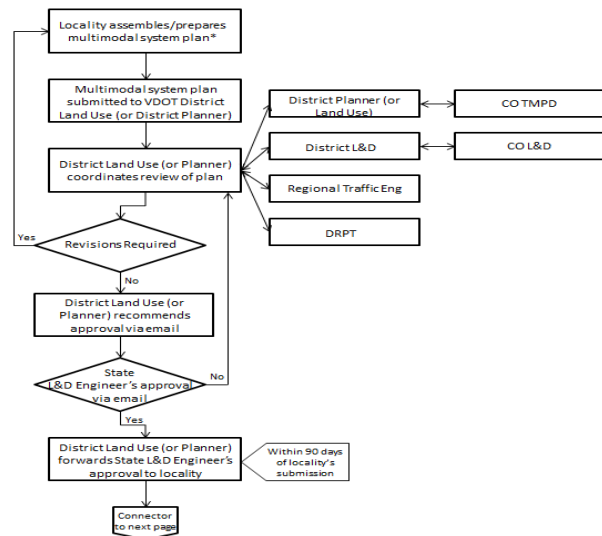 Locality assembles/prepares
multimodal system plan*
Multimodal system plan
submitted to VDOT District
Land Use (or District Planner)
District Land Use (or Planner)
coordinates review of plan
District Planner (or
Land Use)
CO TMPD
District L&D
CO L&D
Regional Traffic Eng
DRPT
Yes
Revisions Required
No
District Land Use (or
Planner) recommends
approval via email
State
L&D Engineer's approval
via email
No
Yes
District Land Use (or Planner)
forwards State L&D Engineer's
approval to locality
Within 90 days
of locality's
submission
Connector
to next page